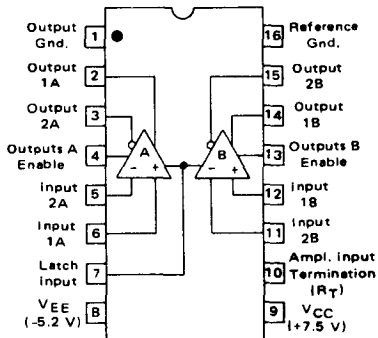 Output
Gnd.
1
Output
1A
2
Output
2A
3
Outputs A
Enable
4
Input
2A
5
Input
1A
6
Latch
input
7
VEE
(-5.2 V)
8
A
- +
B
- +
16
Reference
Gnd.
15
Output
2B
14
Output
1B
13
Outputs B
Enable
12
Input
1B
11
Input
2B
10
Ampl. input
Termination
(RT)
9
VCC
(+7.5 V)